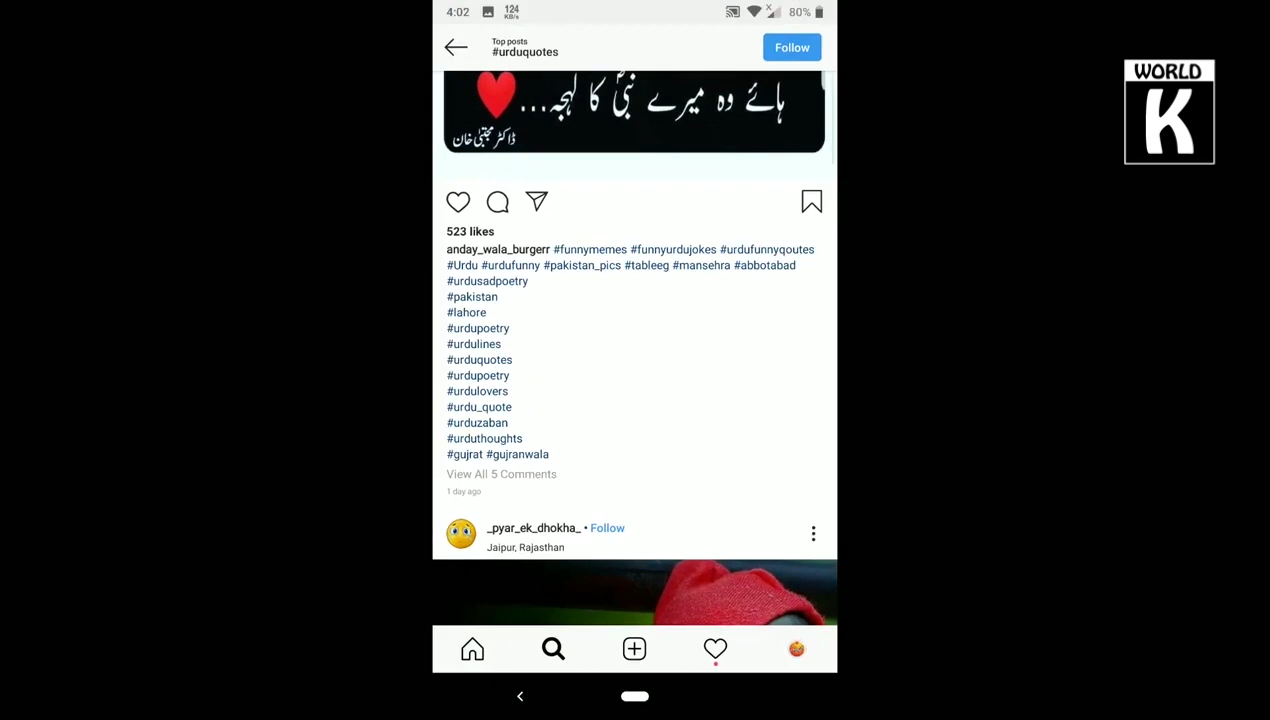 4:02
124
KB/s
80%
Top posts
#urduquotes
Follow
ہائے وہ میرے نبیؐ کا لہجہ...
ڈاکٹر مجتبیٰ خان
523 likes
anday_wala_burgerr #funnymemes #funnyurdujokes #urdufunnyqoutes
#Urdu #urdufunny #pakistan_pics #tableeg #mansehra #abbotabad
#urdusadpoetry
#pakistan
#lahore
#urdupoetry
#urdulines
#urduquotes
#urdupoetry
#urdulovers
#urdu_quote
#urduzaban
#urduthoughts
#gujrat #gujranwala
View All 5 Comments
1 day ago
_pyar_ek_dhokha_ • Follow
Jaipur, Rajasthan
WORLD
K